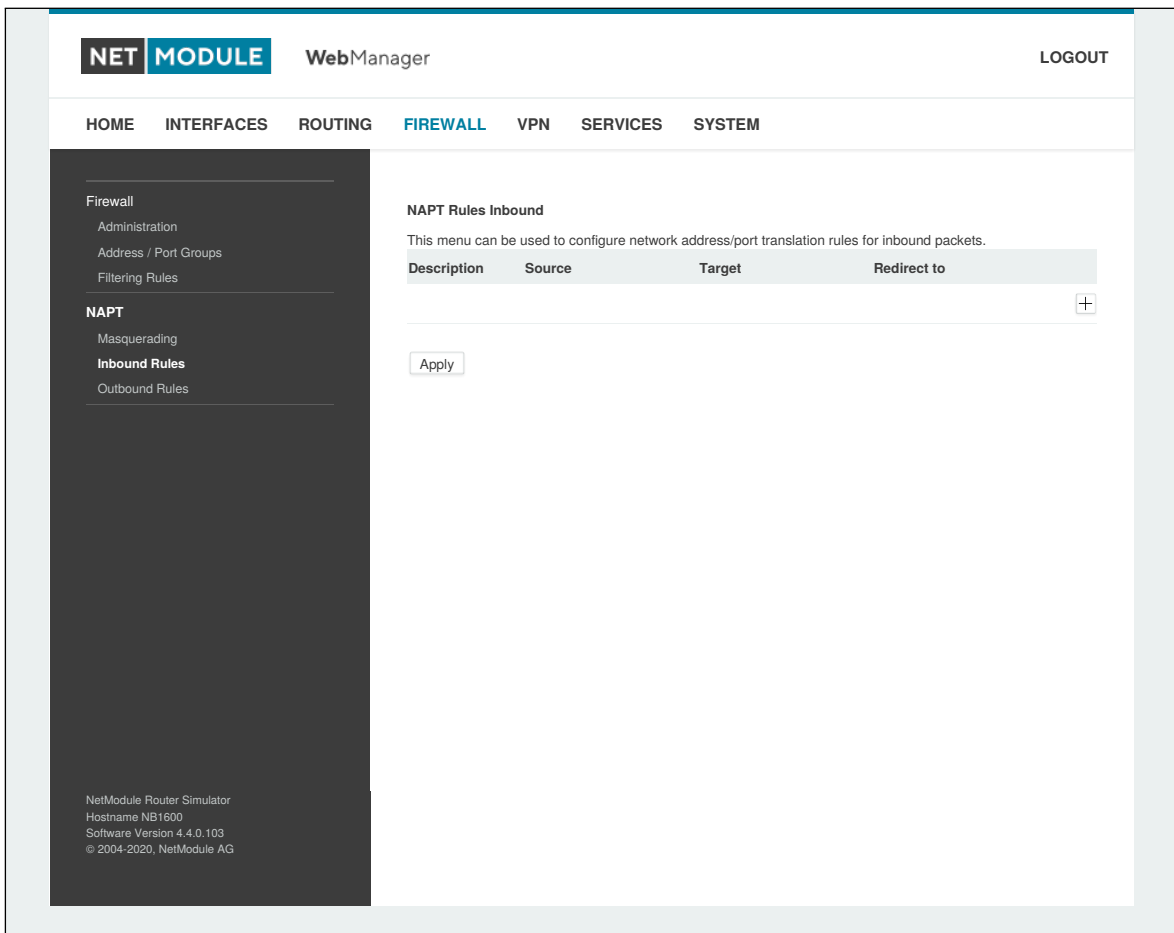 NET MODULE WebManager LOGOUT
HOME INTERFACES ROUTING FIREWALL VPN SERVICES SYSTEM
Firewall
Administration
Address / Port Groups
Filtering Rules
NAPT
Masquerading
Inbound Rules
Outbound Rules
NetModule Router Simulator
Hostname NB1600
Software Version 4.4.0.103
© 2004-2020, NetModule AG
NAPT Rules Inbound
This menu can be used to configure network address/port translation rules for inbound packets.
Description Source Target Redirect to
Apply